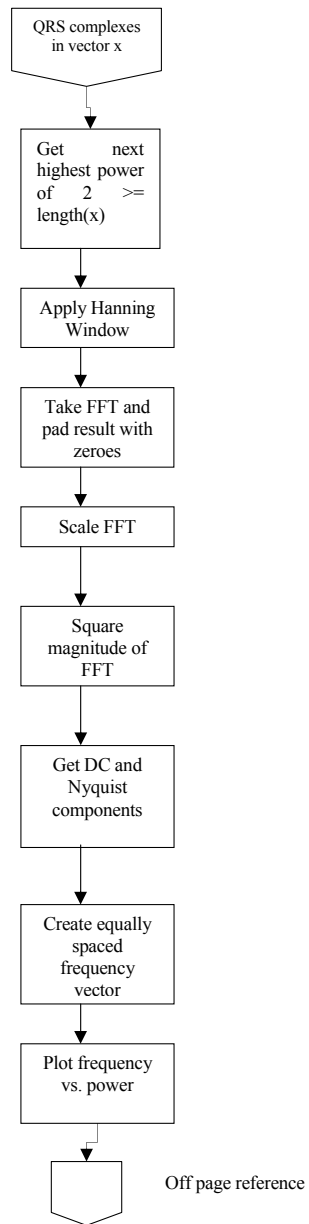 QRS complexes
in vector x
Get next
highest power
of 2 >=
length(x)
Apply Hanning
Window
Take FFT and
pad result with
zeroes
Scale FFT
Square
magnitude of
FFT
Get DC and
Nyquist
components
Create equally
spaced
frequency
vector
Plot frequency
vs. power
Off page reference